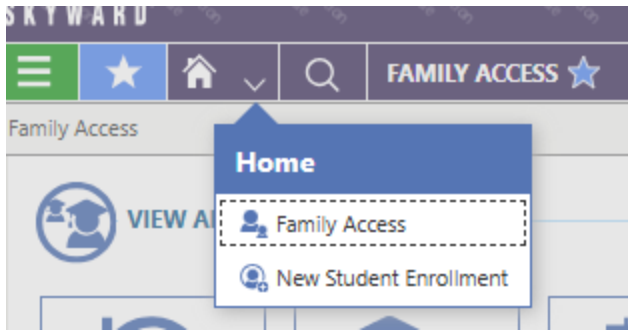 SKYWARD
FAMILY ACCESS
Family Access
Home
VIEW
Family Access
New Student Enrollment